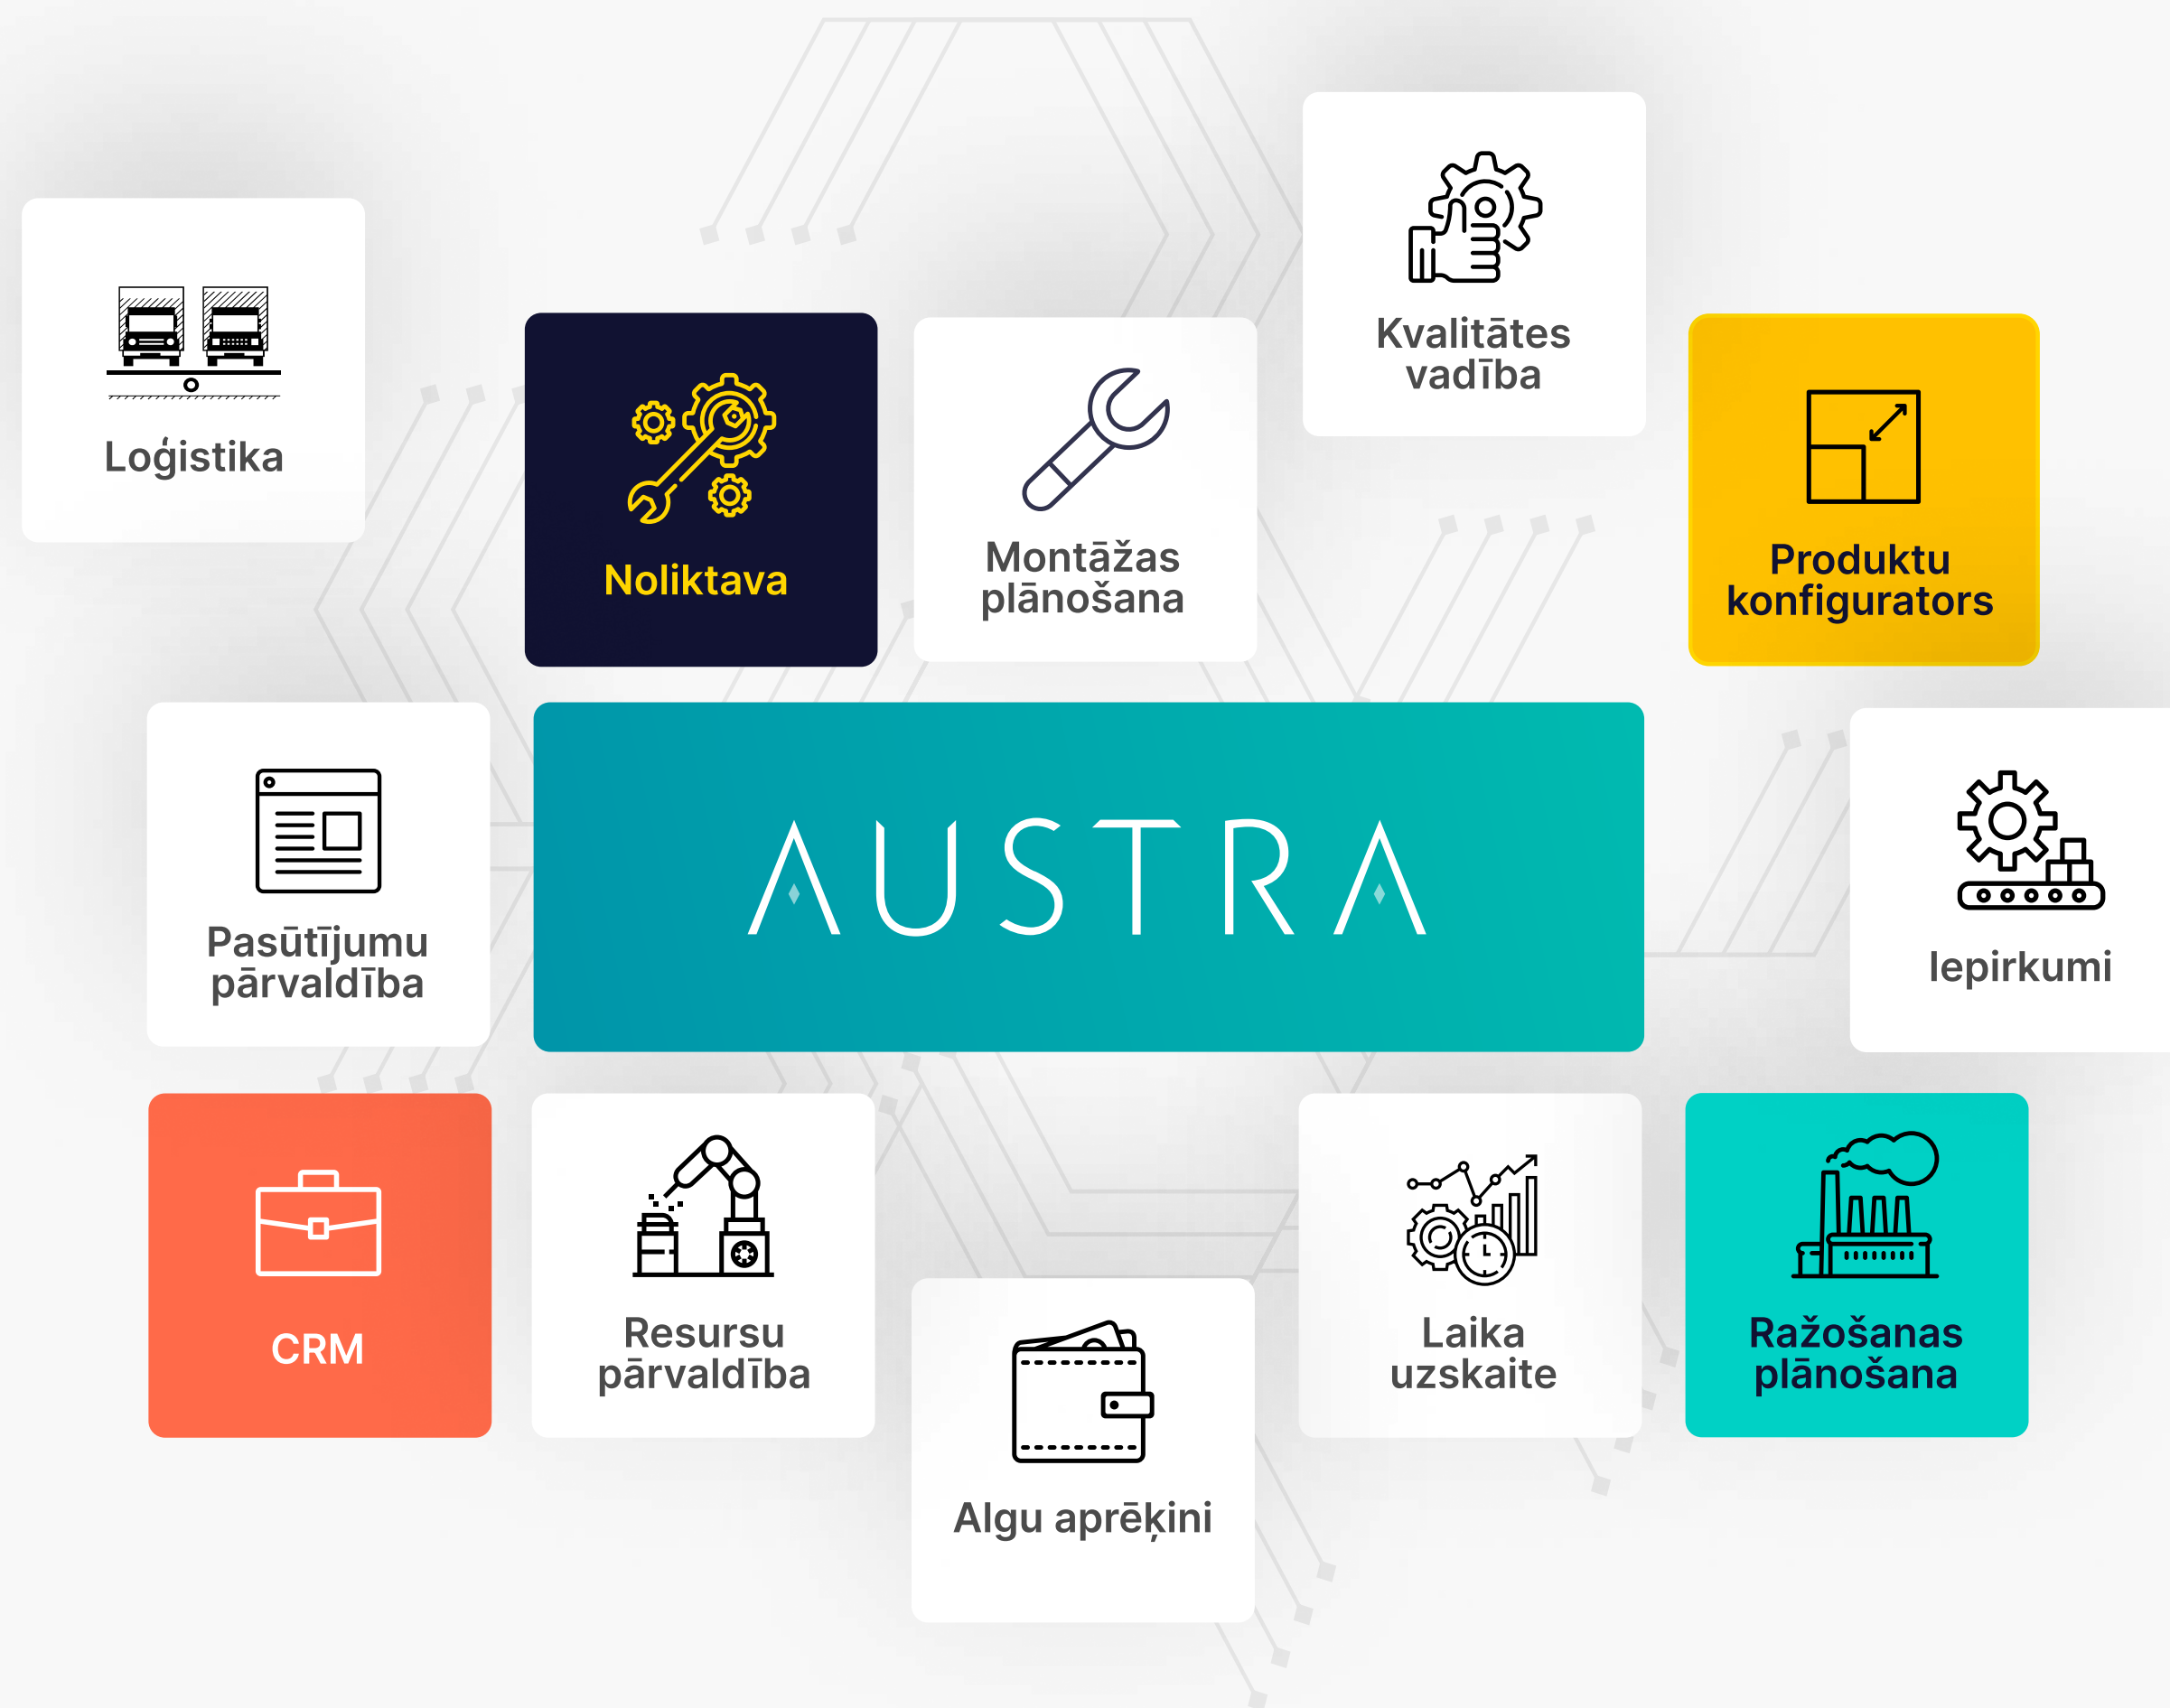 Kvalitātes
vadība
Loģistika
Noliktava
Montāžas
plānošana
Produktu
konfigurators
Pasūtījumu
pārvaldība
AUSTRA
Iepirkumi
CRM
Resursu
pārvaldība
Laika
uzskaite
Ražošanas
plānošana
Algu aprēķini